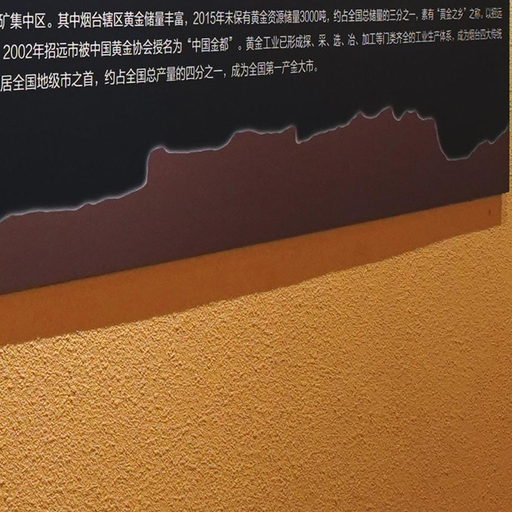 矿集中区。其中烟台辖区黄金储量丰富，2015年末保有黄金资源储量3000吨，约占全国总储量的三分之一，素有“黄金之乡”之称，以招远
2002年招远市被中国黄金协会授名为“中国金都”。黄金工业已形成探、采、选、冶、加工等门类齐全的工业生产体系，成为烟台四大传统
居全国地级市之首，约占全国总产量的四分之一，成为全国第一产金大市。